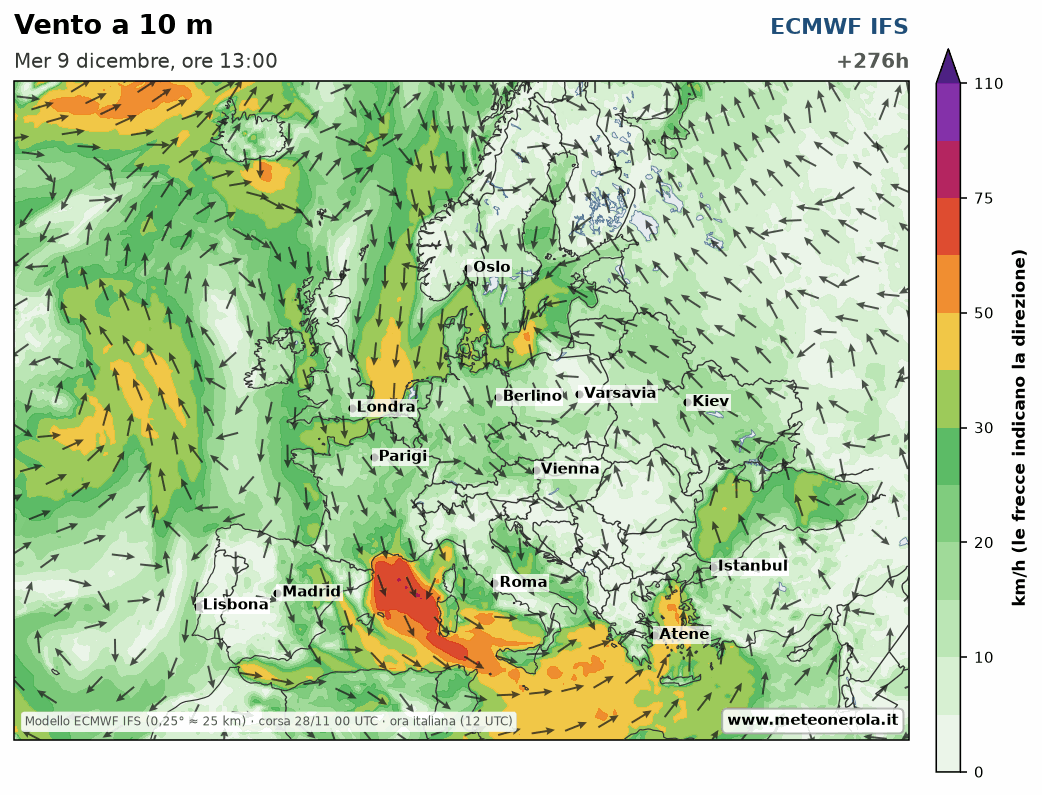 Vento a 10 m
ECMWF IFS
Mer 9 dicembre, ore 13:00
+276h
110
75
50
30
20
10
0
km/h (le frecce indicano la direzione)
Oslo
Londra
Berlino
Varsavia
Kiev
Parigi
Vienna
Istanbul
Roma
Madrid
Lisbona
Atene
Modello ECMWF IFS (0,25° ≈ 25 km) · corsa 28/11 00 UTC · ora italiana (12 UTC)
www.meteonerola.it